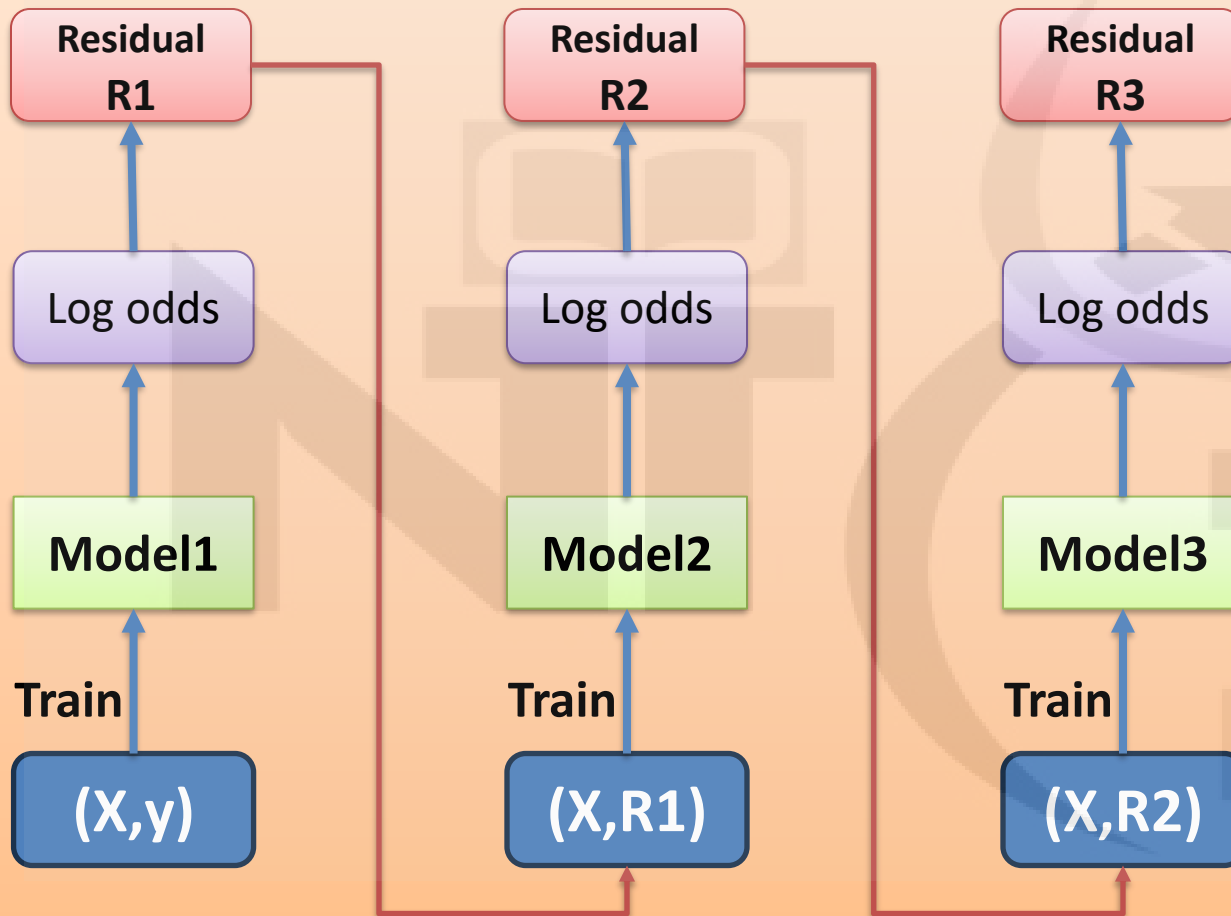 Residual
R1
Log odds
Model1
Train
(X,y)
Residual
R2
Log odds
Model2
Train
(X,R1)
Residual
R3
Log odds
Model3
Train
(X,R2)